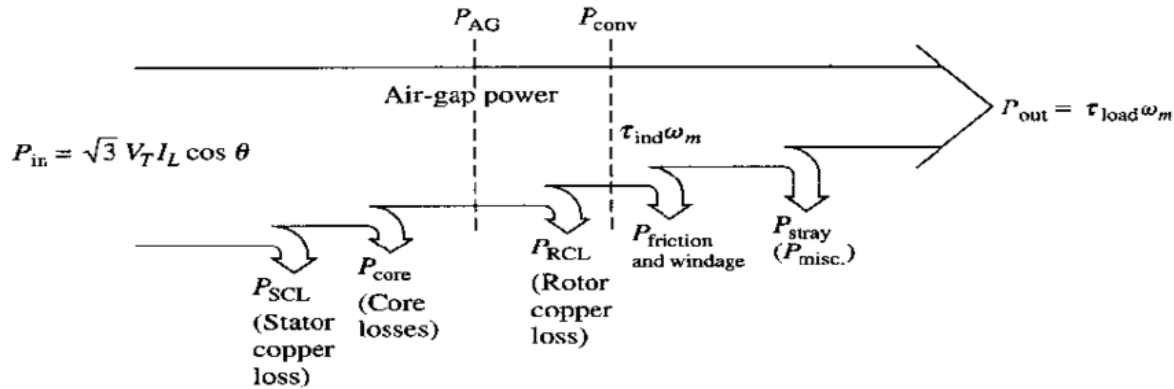 P_AG
P_conv
Air-gap power
P_out = τ_load ω_m
P_in = √3 V_T I_L cos θ
τ_ind ω_m
P_SCL
(Stator
copper
loss)
P_core
(Core
losses)
P_RCL
(Rotor
copper
loss)
P_friction
and windage
P_stray
(P_misc.)